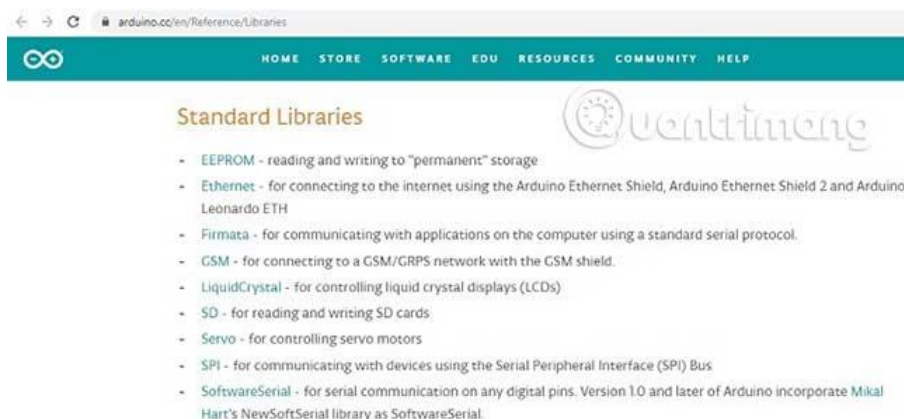 arduino.cc/en/Reference/Libraries
HOME STORE SOFTWARE EDU RESOURCES COMMUNITY HELP
Quantrimang
Standard Libraries
- EEPROM - reading and writing to "permanent" storage
- Ethernet - for connecting to the internet using the Arduino Ethernet Shield, Arduino Ethernet Shield 2 and Arduino
Leonardo ETH
- Firmata - for communicating with applications on the computer using a standard serial protocol.
- GSM - for connecting to a GSM/GRPS network with the GSM shield.
- LiquidCrystal - for controlling liquid crystal displays (LCDs)
- SD - for reading and writing SD cards
- Servo - for controlling servo motors
- SPI - for communicating with devices using the Serial Peripheral Interface (SPI) Bus
- SoftwareSerial - for serial communication on any digital pins. Version 1.0 and later of Arduino incorporate Mikal
Hart's NewSoftSerial library as SoftwareSerial.